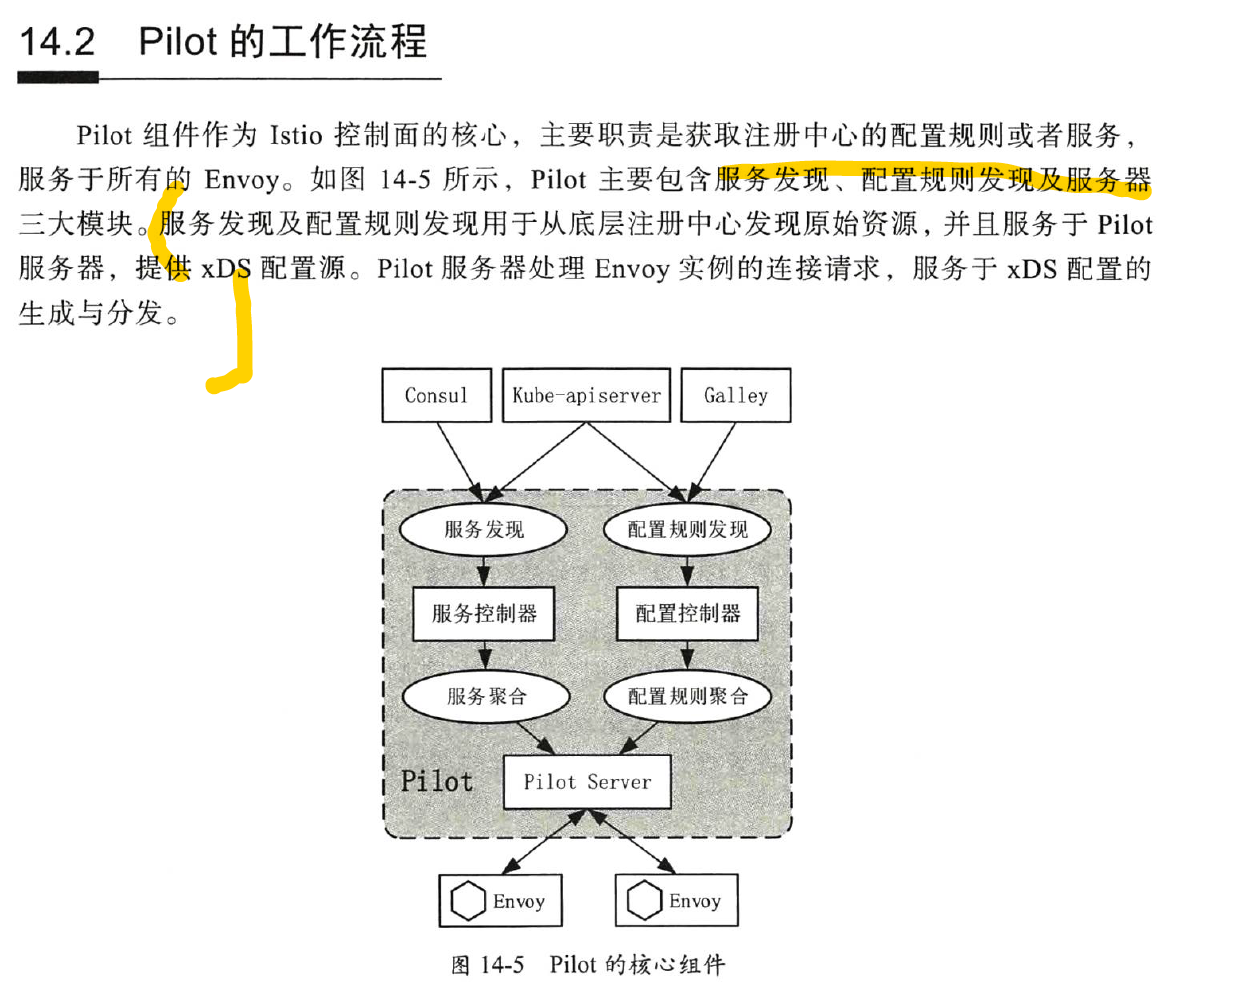 14.2 Pilot 的工作流程
Pilot 组件作为 Istio 控制面的核心，主要职责是获取注册中心的配置规则或者服务，
服务于所有的 Envoy。如图 14-5 所示，Pilot 主要包含服务发现、配置规则发现及服务器
三大模块。服务发现及配置规则发现用于从底层注册中心发现原始资源，并且服务于 Pilot
服务器，提供 xDS 配置源。Pilot 服务器处理 Envoy 实例的连接请求，服务于 xDS 配置的
生成与分发。
Consul Kube-apiserver Galley
服务发现 配置规则发现
服务控制器 配置控制器
服务聚合 配置规则聚合
Pilot Pilot Server
Envoy Envoy
图 14-5 Pilot 的核心组件